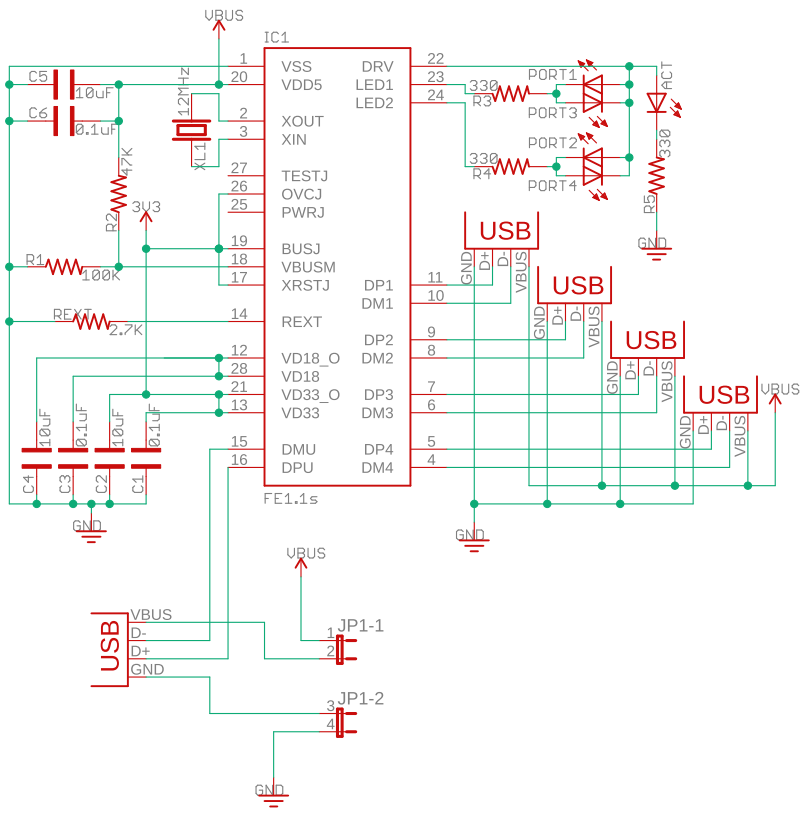 VBUS
IC1
C5
10uF
C6
0.1uF
12MHz
XL1
47K
R2
3U3
R1
100K
REXT
2.7K
1 VSS
20 VDD5
2 XOUT
3 XIN
27 TESTJ
26 OVCJ
25 PWRJ
19 BUSJ
18 VBUSM
17 XRSTJ
14 REXT
12 VD18_O
28 VD18
21 VD33_O
13 VD33
15 DMU
16 DPU
DRV 22
LED1 23
LED2 24
DP1 11
DM1 10
DP2 9
DM2 8
DP3 7
DM3 6
DP4 5
DM4 4
FE1.1s
330
R3
PORT1
PORT3
330
R4
PORT2
PORT4
ACT
330
R5
GND
USB
GND
D+
D-
VBUS
USB
GND
D+
D-
VBUS
USB
GND
D+
D-
VBUS
USB
GND
D+
D-
VBUS
VBUS
GND
10uF
C4
0.1uF
C3
10uF
C2
0.1uF
C1
GND
VBUS
USB
VBUS
D-
D+
GND
JP1-1
1
2
JP1-2
3
4
GND